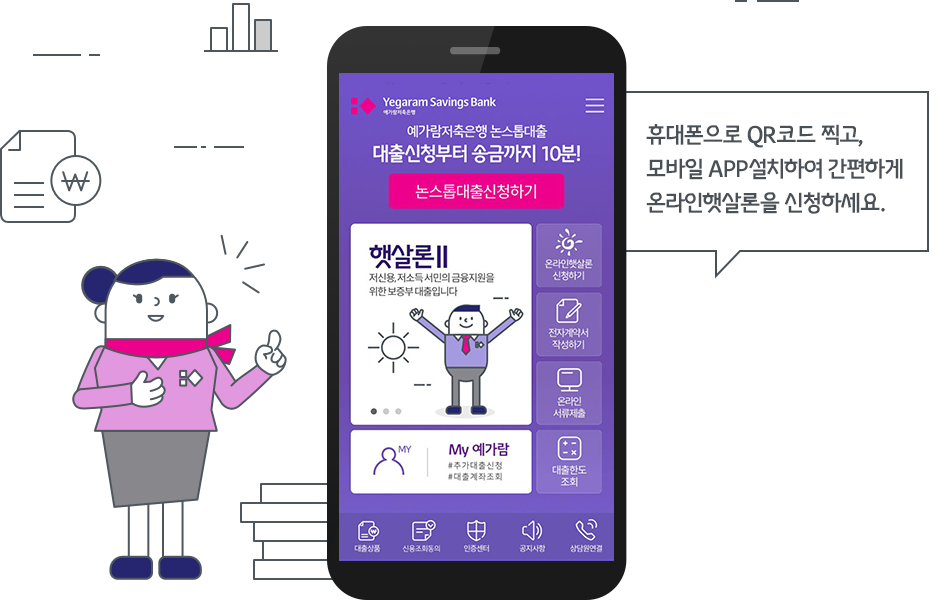 Yegaram Savings Bank
예가람저축은행
예가람저축은행 논스톱대출
대출신청부터 송금까지 10분!
논스톱대출신청하기
햇살론II
저신용, 저소득 서민의 금융지원을
위한 보증부 대출입니다
온라인햇살론
신청하기
전자계약서
작성하기
온라인
서류제출
대출한도
조회
MY
My 예가람
#추가대출신청
#대출계좌조회
대출상품
신용조회동의
인증센터
공지사항
상담원연결
휴대폰으로 QR코드 찍고,
모바일 APP설치하여 간편하게
온라인햇살론을 신청하세요.
₩